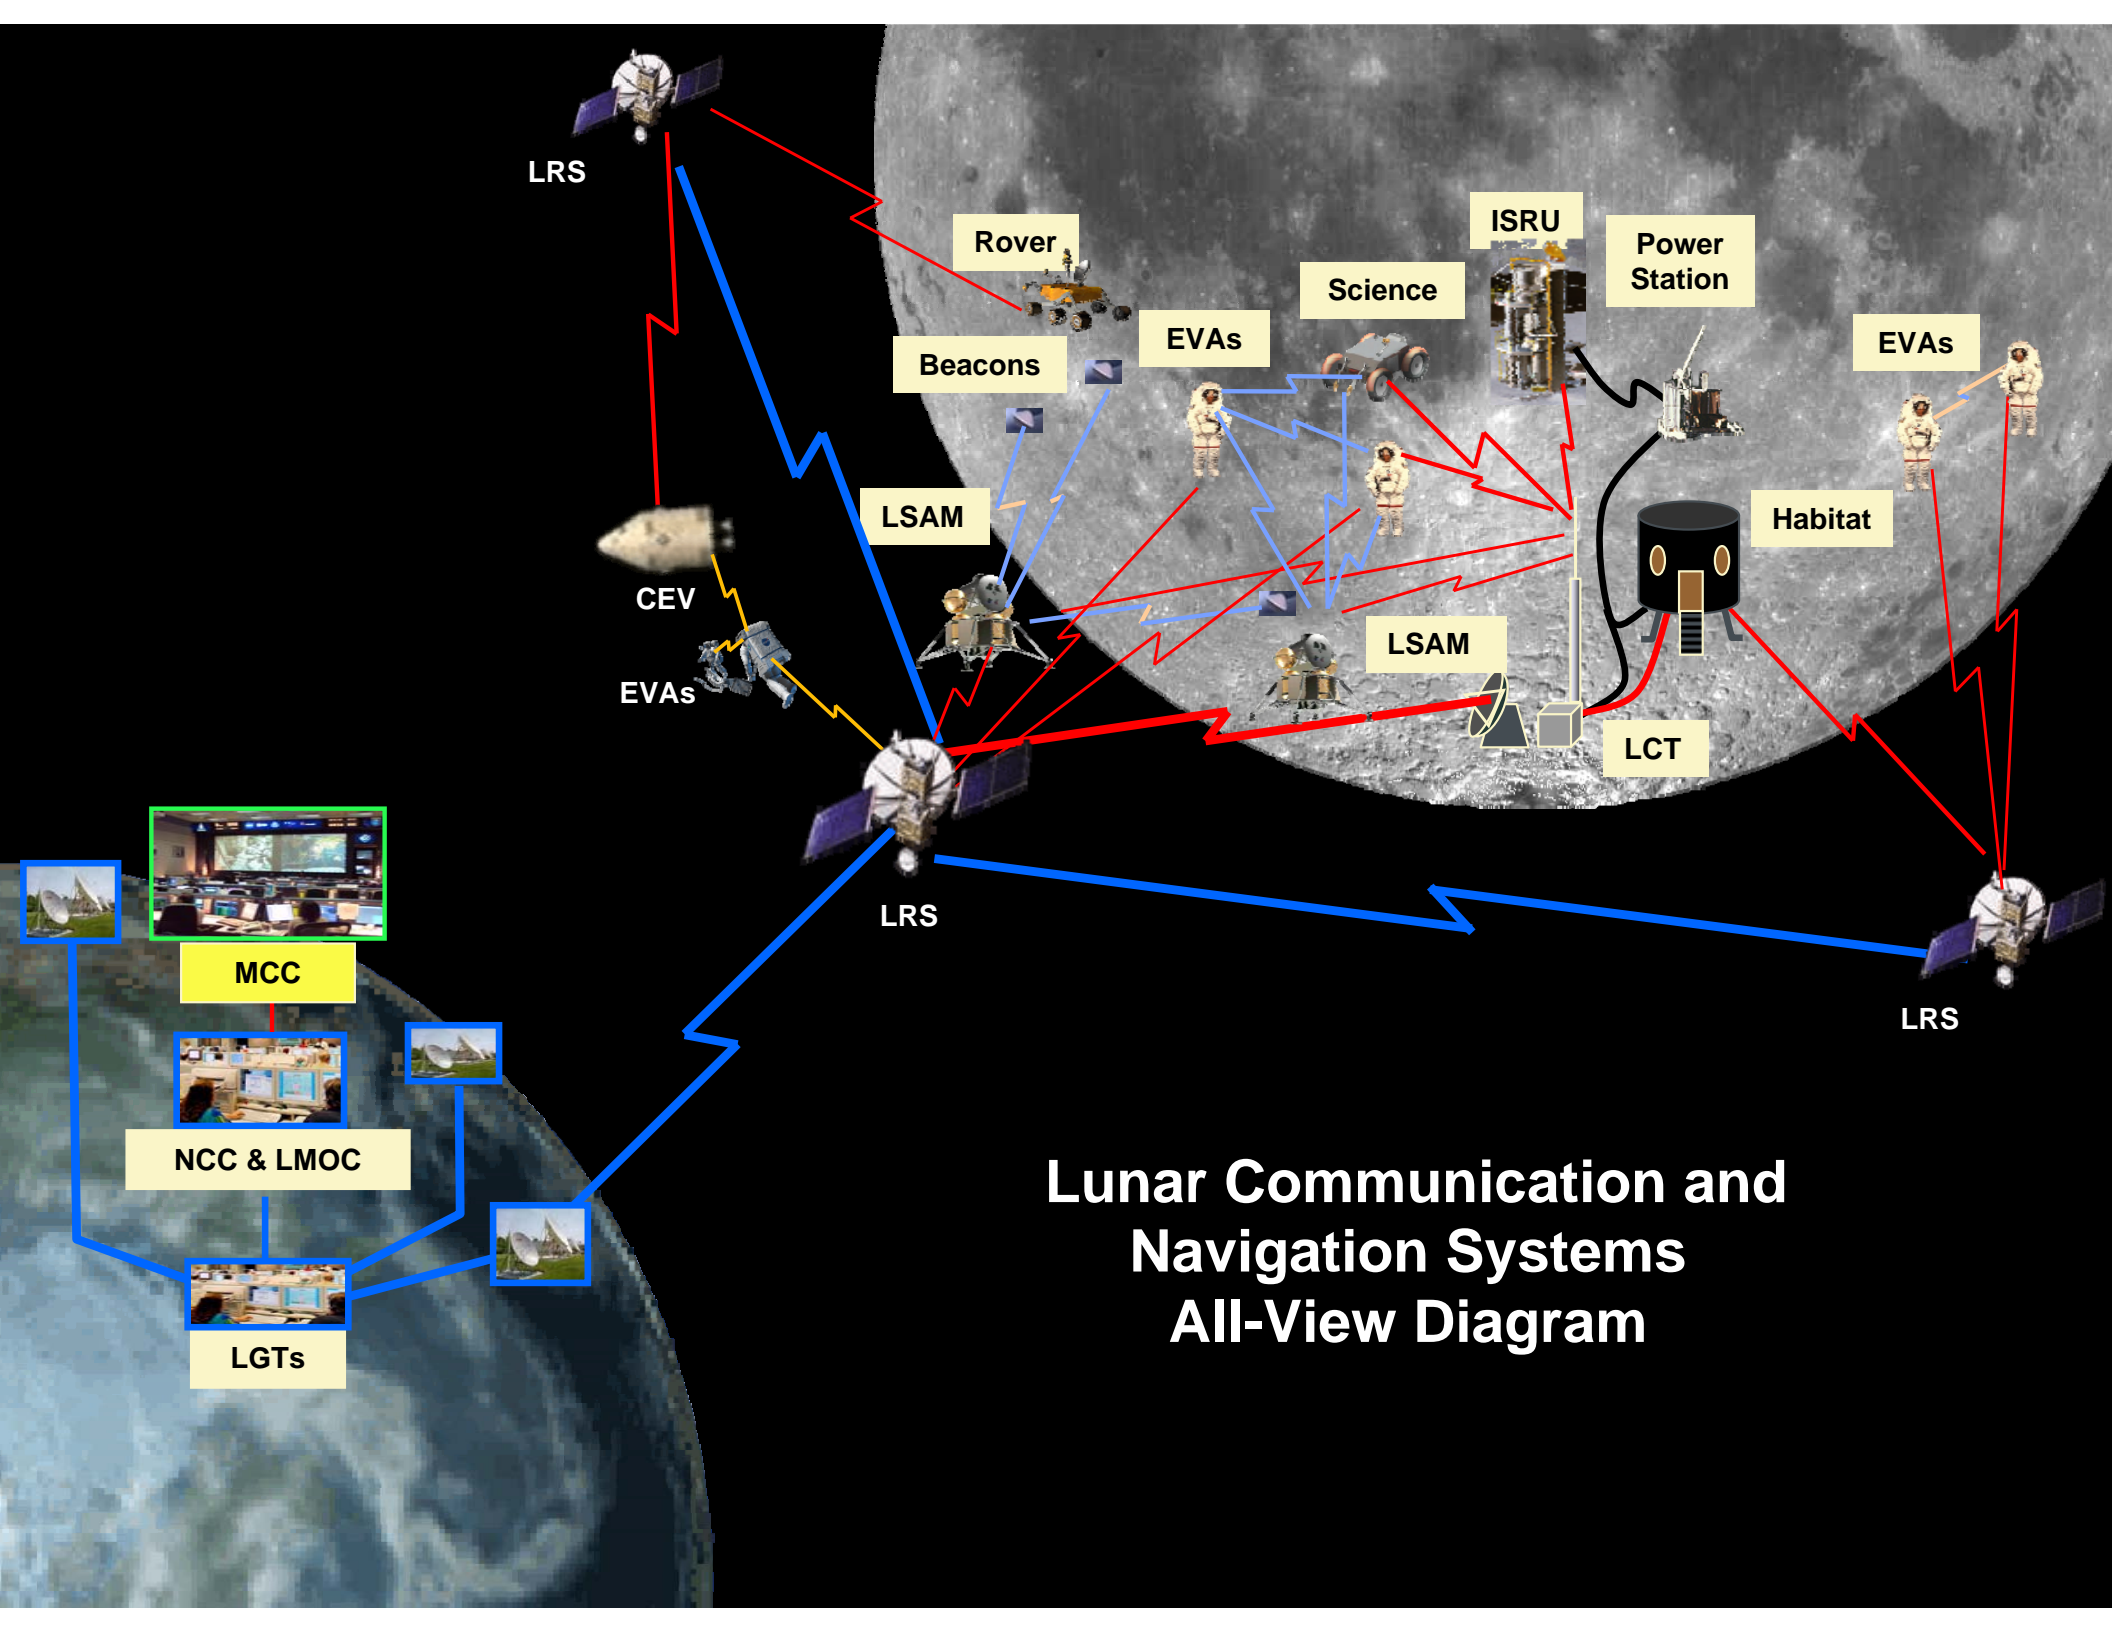 LRS
ISRU
Rover
Power
Station
Science
EVAs
EVAs
Beacons
LSAM
Habitat
CEV
LSAM
EVAs
LCT
LRS
MCC
LRS
NCC & LMOC
Lunar Communication and
Navigation Systems
All-View Diagram
LGTs